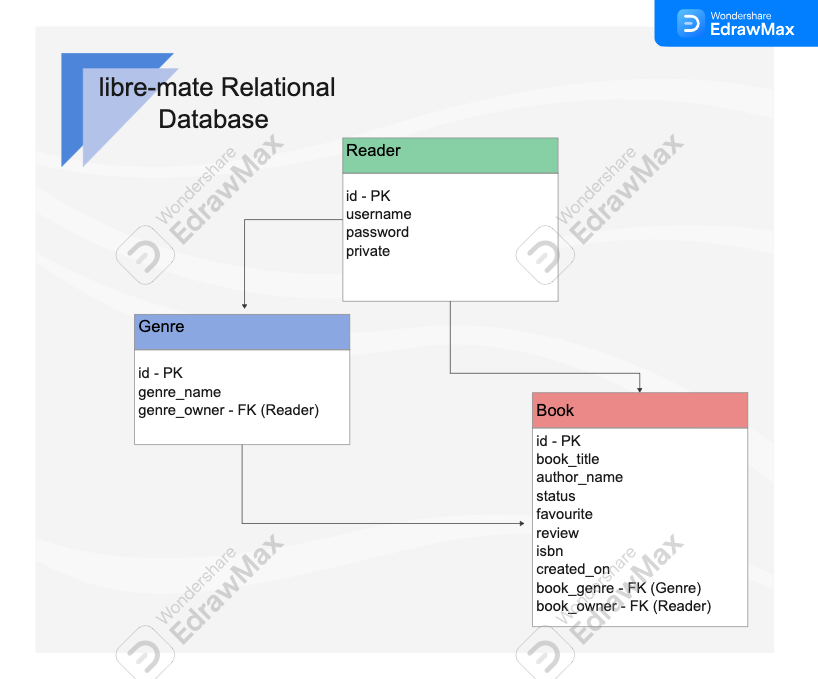 Wondershare
EdrawMax
libre-mate Relational
Database
Reader
id - PK
username
password
private
Genre
id - PK
genre_name
genre_owner - FK (Reader)
Book
id - PK
book_title
author_name
status
favourite
review
isbn
created_on
book_genre - FK (Genre)
book_owner - FK (Reader)
Wondershare
EdrawMax
Wondershare
EdrawMax
Wondershare
EdrawMax
Wondershare
EdrawMax